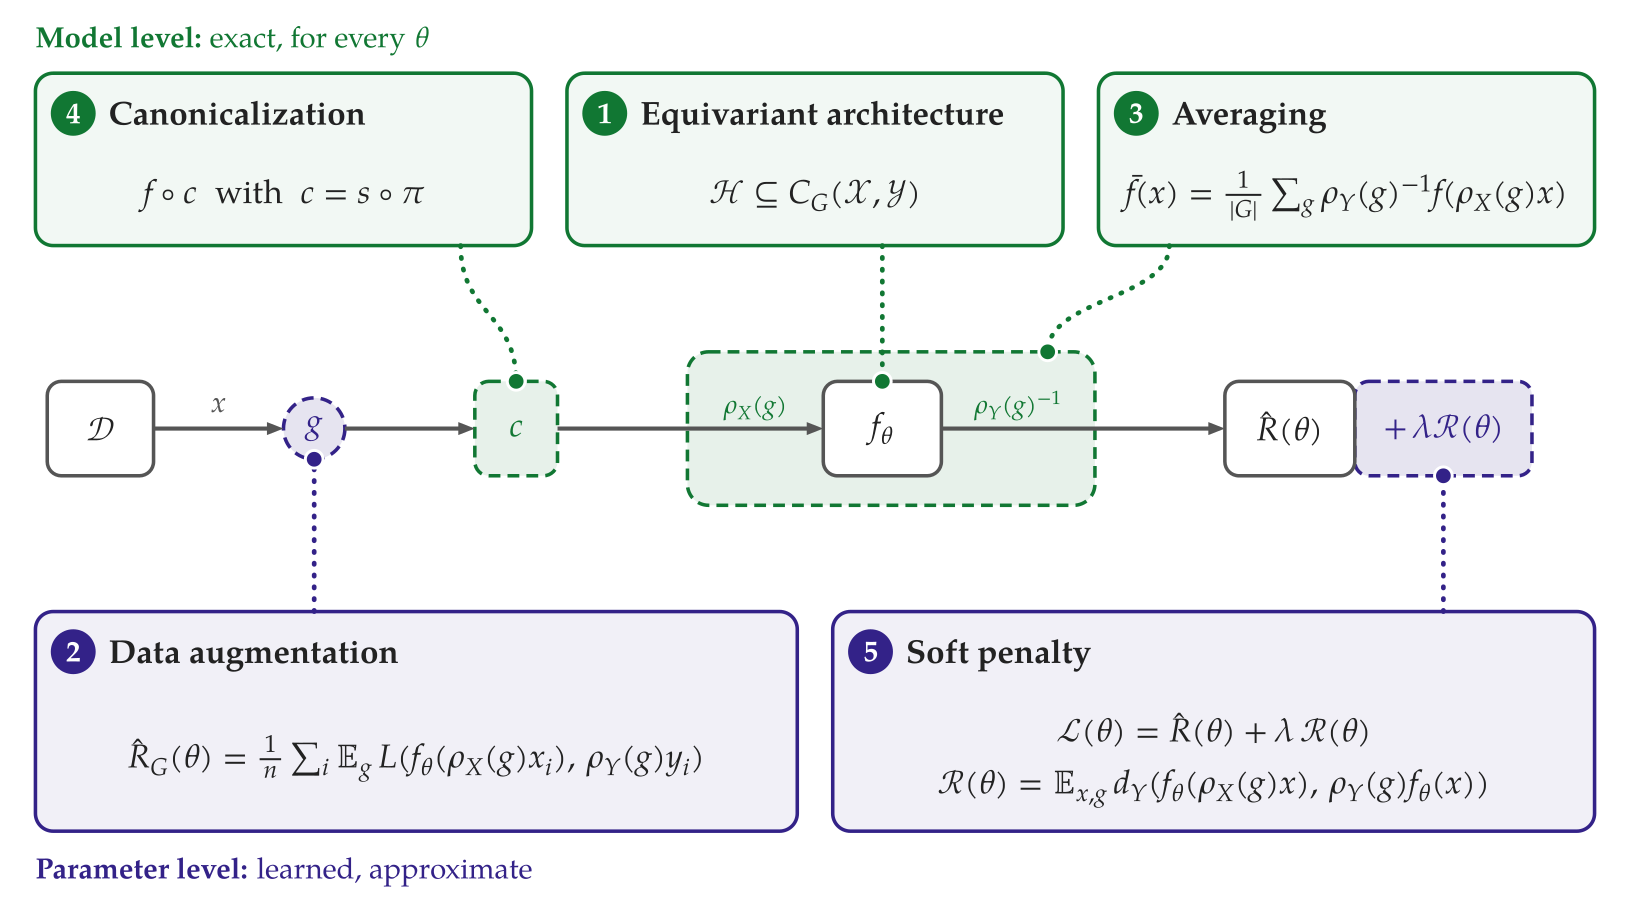 Model level: exact, for every θ
4 Canonicalization
f ∘ c with c = s ∘ π
1 Equivariant architecture
ℋ ⊆ C_G(𝒳, 𝒴)
3 Averaging
f̄(x) = 1/|G| ∑_g ρ_Y(g)⁻¹f(ρ_X(g)x)
𝒟
x
g
c
ρ_X(g)
f_θ
ρ_Y(g)⁻¹
R̂(θ)
+ λℛ(θ)
2 Data augmentation
R̂_G(θ) = 1/n ∑_i 𝔼_g L(f_θ(ρ_X(g)x_i), ρ_Y(g)y_i)
5 Soft penalty
ℒ(θ) = R̂(θ) + λ ℛ(θ)
ℛ(θ) = 𝔼_{x,g} d_Y(f_θ(ρ_X(g)x), ρ_Y(g)f_θ(x))
Parameter level: learned, approximate